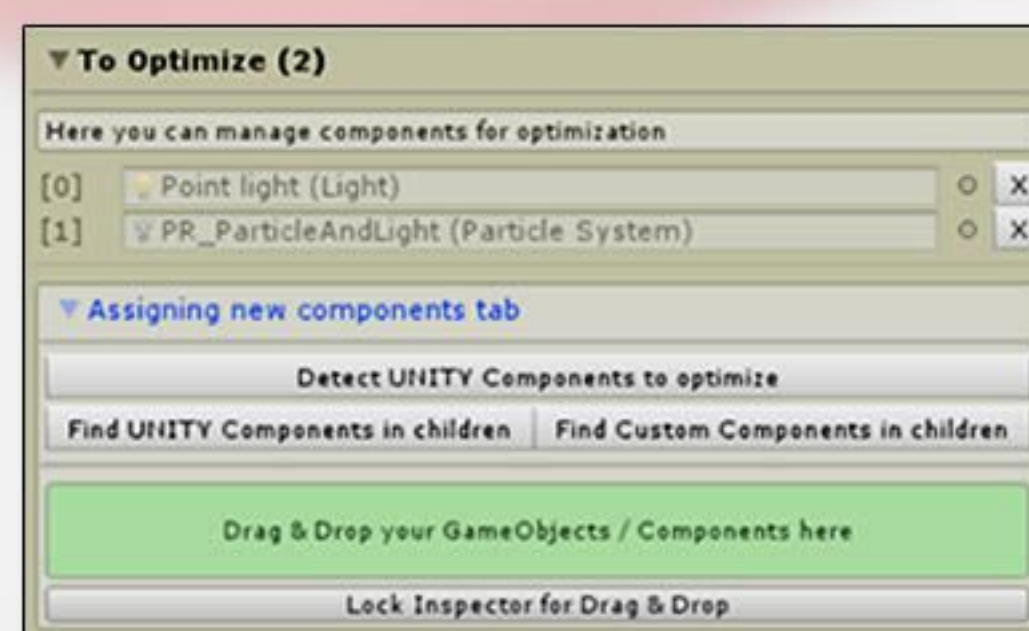 ▼ To Optimize (2)
Here you can manage components for optimization
[0] Point light (Light) X
[1] PR_ParticleAndLight (Particle System) X
▼ Assigning new components tab
Detect UNITY Components to optimize
Find UNITY Components in children Find Custom Components in children
Drag & Drop your GameObjects / Components here
Lock Inspector for Drag & Drop